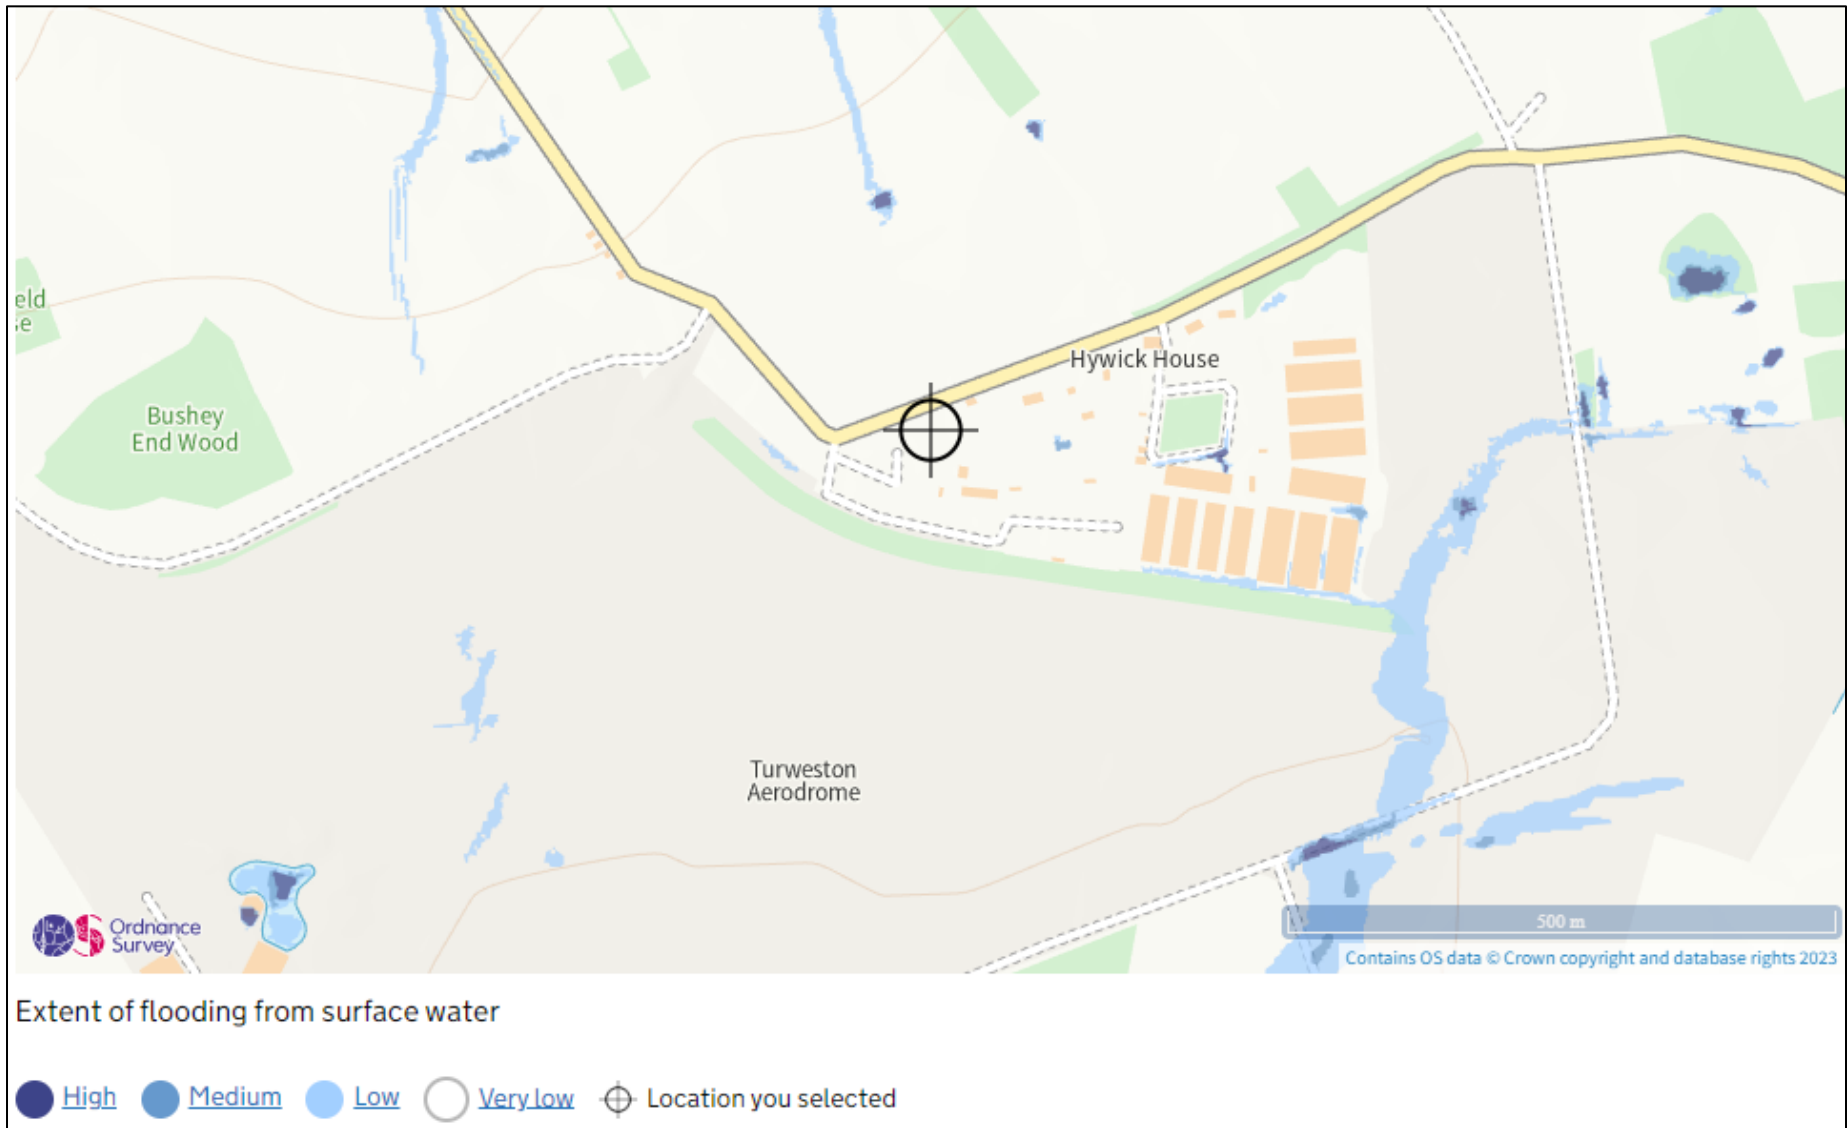 eld
se
Bushey
End Wood
Hywick House
Turweston
Aerodrome
Ordnance
Survey
500 m
Contains OS data © Crown copyright and database rights 2023
Extent of flooding from surface water
High Medium Low Very low Location you selected